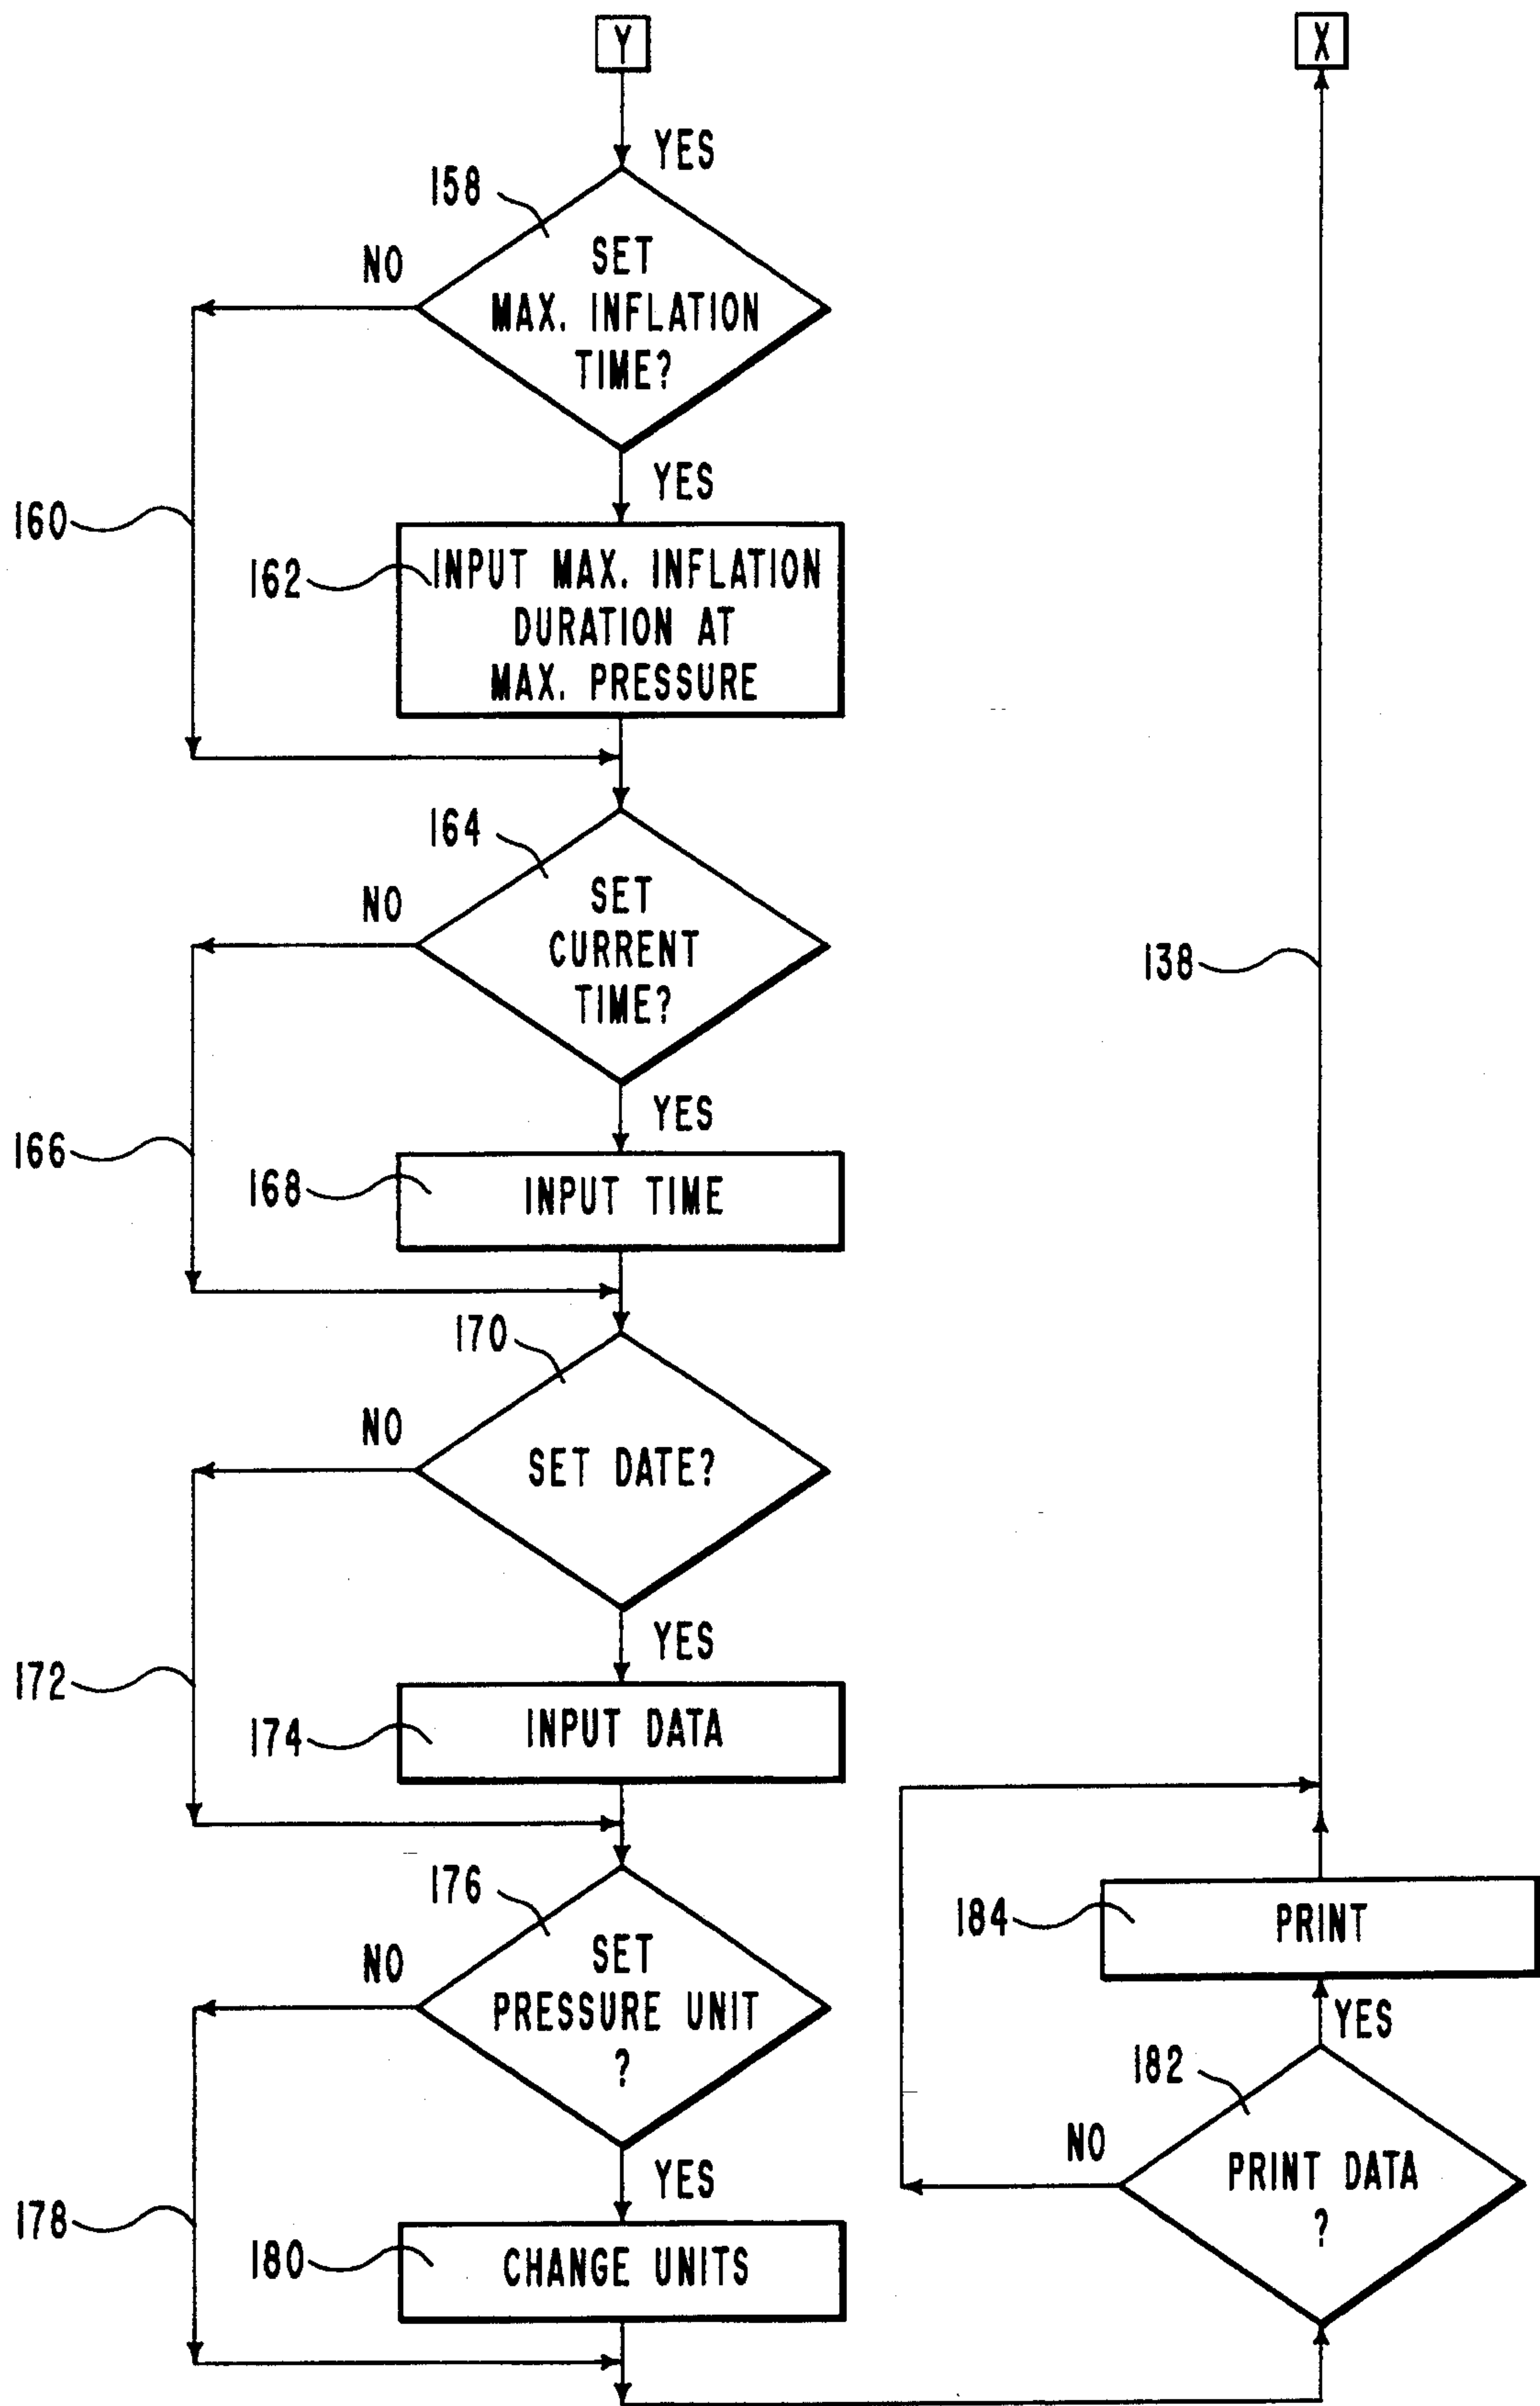 Y
YES
158
NO
SET
MAX. INFLATION
TIME?
YES
160
162
INPUT MAX. INFLATION
DURATION AT
MAX. PRESSURE
164
NO
SET
CURRENT
TIME?
YES
166
168
INPUT TIME
170
NO
SET DATE?
YES
172
174
INPUT DATA
176
NO
SET
PRESSURE UNIT
?
YES
178
180
CHANGE UNITS
X
138
184
PRINT
YES
182
NO
PRINT DATA
?